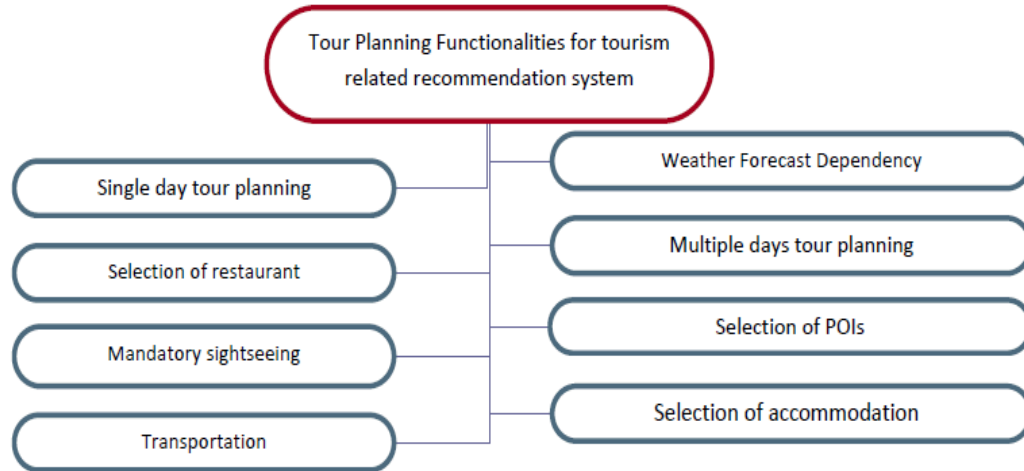 Tour Planning Functionalities for tourism
related recommendation system
Weather Forecast Dependency
Single day tour planning
Multiple days tour planning
Selection of restaurant
Selection of POIs
Mandatory sightseeing
Selection of accommodation
Transportation